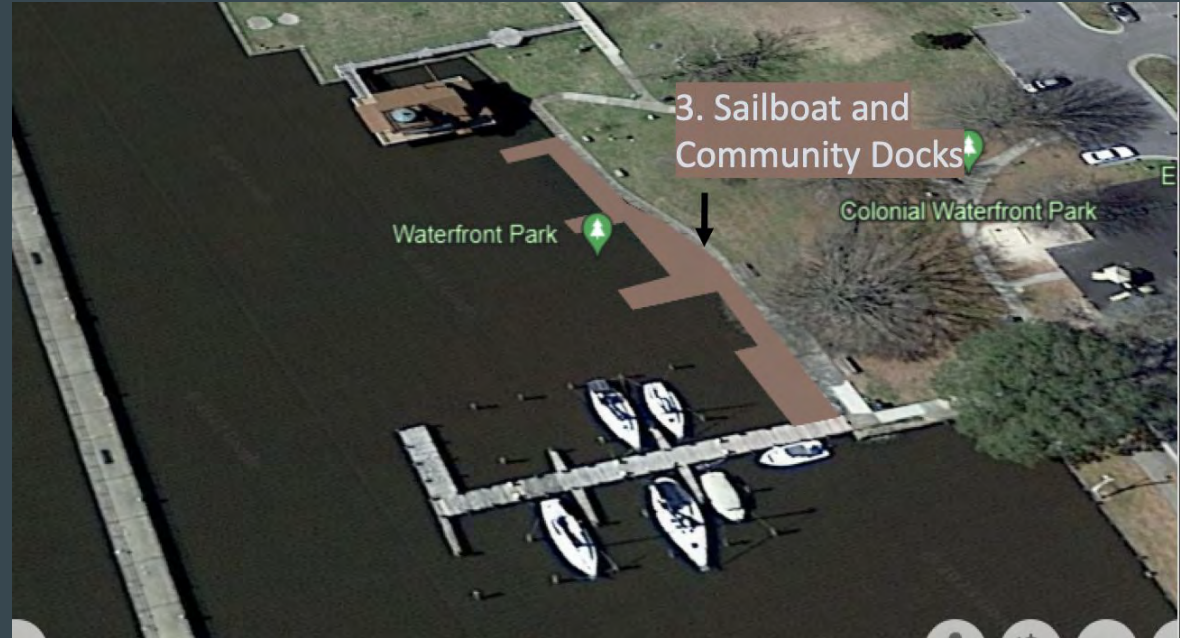 3. Sailboat and
Community Docks
E
Colonial Waterfront Park
Waterfront Park